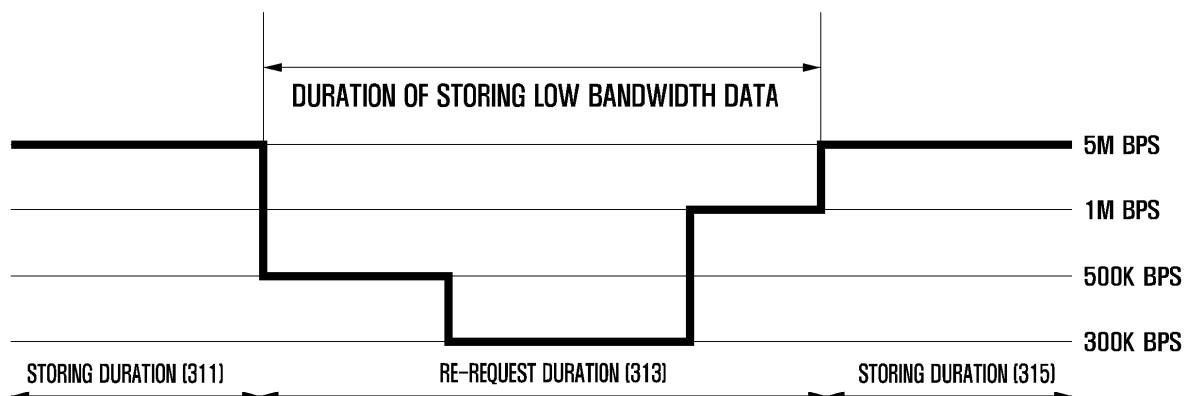 DURATION OF STORING LOW BANDWIDTH DATA
5M BPS
1M BPS
500K BPS
300K BPS
STORING DURATION (311)
RE-REQUEST DURATION (313)
STORING DURATION (315)